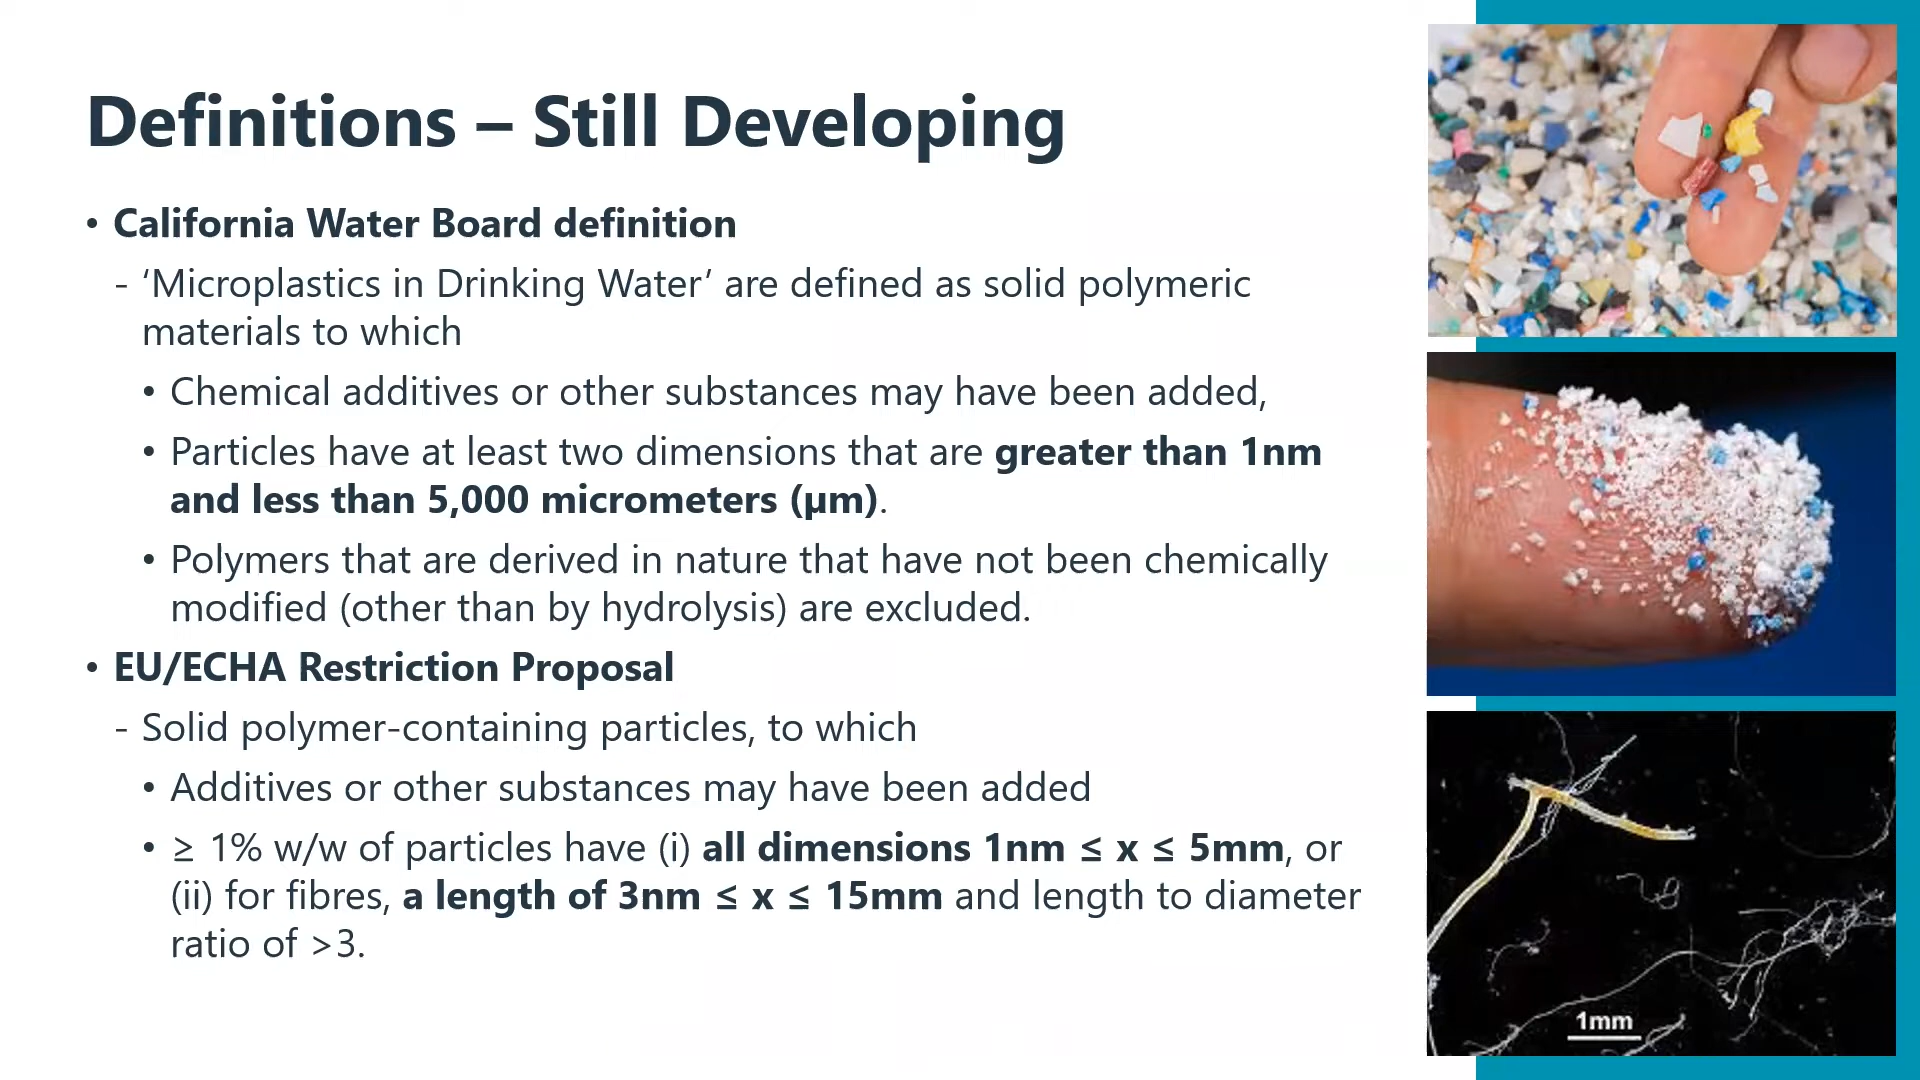 Definitions – Still Developing
• California Water Board definition
- ‘Microplastics in Drinking Water’ are defined as solid polymeric
materials to which
• Chemical additives or other substances may have been added,
• Particles have at least two dimensions that are greater than 1nm
and less than 5,000 micrometers (µm).
• Polymers that are derived in nature that have not been chemically
modified (other than by hydrolysis) are excluded.
• EU/ECHA Restriction Proposal
- Solid polymer-containing particles, to which
• Additives or other substances may have been added
• ≥ 1% w/w of particles have (i) all dimensions 1nm ≤ x ≤ 5mm, or
(ii) for fibres, a length of 3nm ≤ x ≤ 15mm and length to diameter
ratio of >3.
1mm